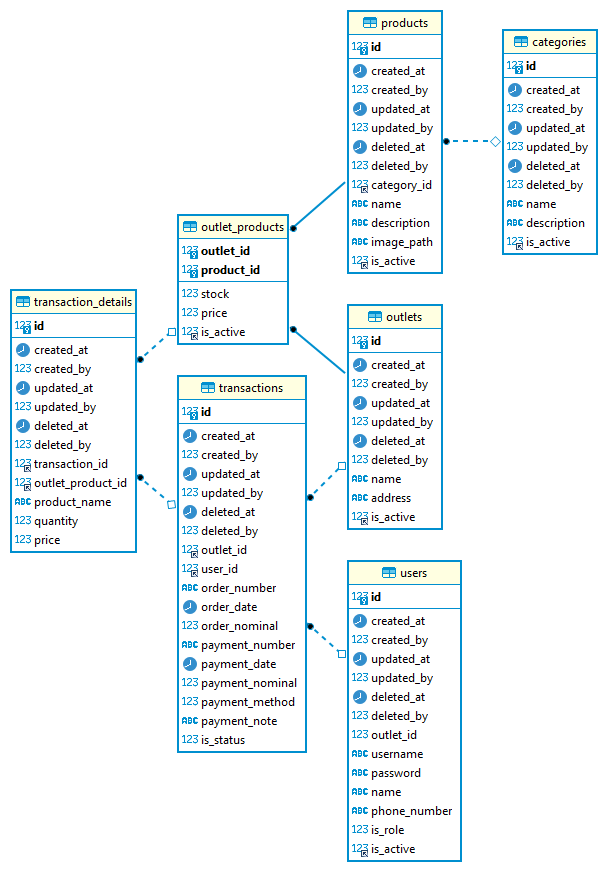 products
123 id
created_at
123 created_by
updated_at
123 updated_by
deleted_at
123 deleted_by
123 category_id
ABC name
ABC description
ABC image_path
123 is_active
categories
123 id
created_at
123 created_by
updated_at
123 updated_by
deleted_at
123 deleted_by
ABC name
ABC description
123 is_active
outlet_products
123 outlet_id
123 product_id
123 stock
123 price
123 is_active
transaction_details
123 id
created_at
123 created_by
updated_at
123 updated_by
deleted_at
123 deleted_by
123 transaction_id
123 outlet_product_id
ABC product_name
123 quantity
123 price
outlets
123 id
created_at
123 created_by
updated_at
123 updated_by
deleted_at
123 deleted_by
ABC name
ABC address
123 is_active
transactions
123 id
created_at
123 created_by
updated_at
123 updated_by
deleted_at
123 deleted_by
123 outlet_id
123 user_id
ABC order_number
order_date
123 order_nominal
ABC payment_number
payment_date
123 payment_nominal
123 payment_method
ABC payment_note
123 is_status
users
123 id
created_at
123 created_by
updated_at
123 updated_by
deleted_at
123 deleted_by
123 outlet_id
ABC username
ABC password
ABC name
ABC phone_number
123 is_role
123 is_active